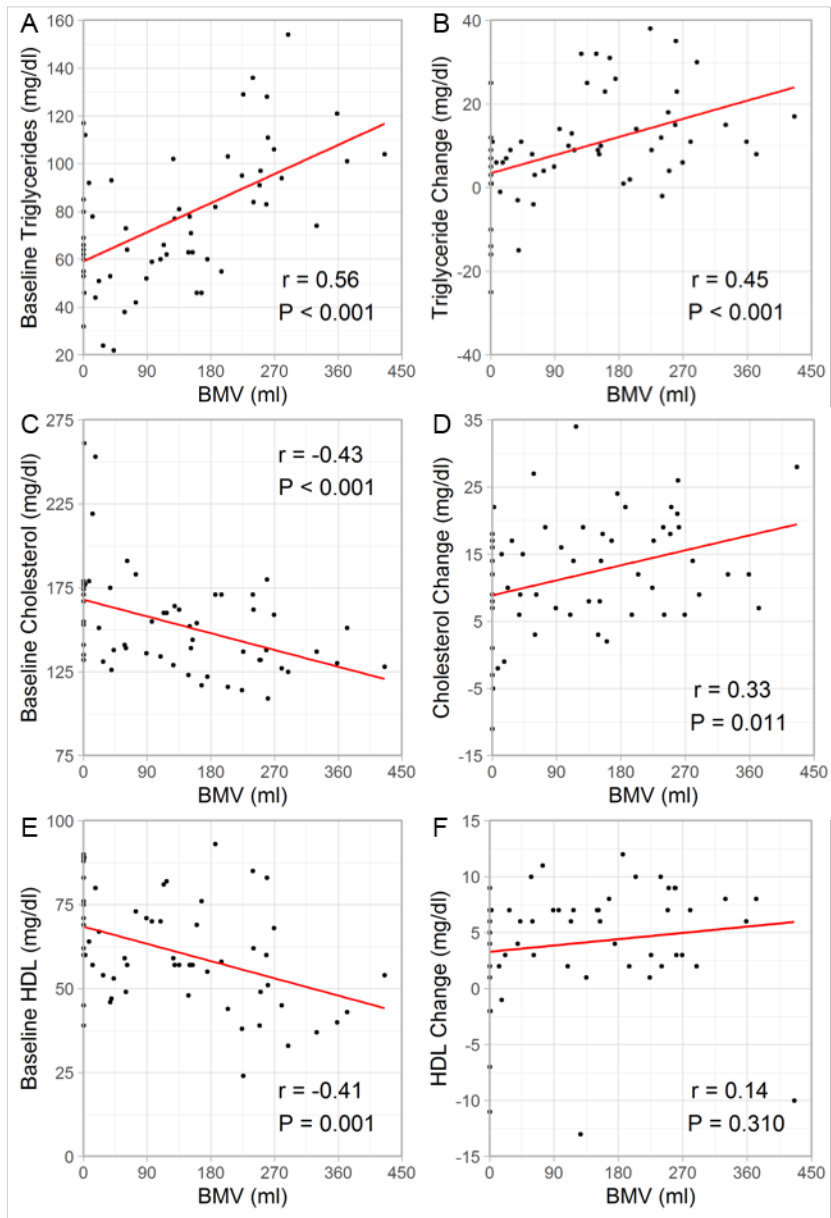 A
Baseline Triglycerides (mg/dl)
160
140
120
100
80
60
40
20
r = 0.56
P < 0.001
0 90 180 270 360 450
BMV (ml)
B
Triglyceride Change (mg/dl)
40
20
0
-20
-40
r = 0.45
P < 0.001
0 90 180 270 360 450
BMV (ml)
C
Baseline Cholesterol (mg/dl)
275
225
175
125
75
r = -0.43
P < 0.001
0 90 180 270 360 450
BMV (ml)
D
Cholesterol Change (mg/dl)
35
25
15
5
-5
-15
r = 0.33
P = 0.011
0 90 180 270 360 450
BMV (ml)
E
Baseline HDL (mg/dl)
100
75
50
25
0
r = -0.41
P = 0.001
0 90 180 270 360 450
BMV (ml)
F
HDL Change (mg/dl)
15
10
5
0
-5
-10
-15
r = 0.14
P = 0.310
0 90 180 270 360 450
BMV (ml)